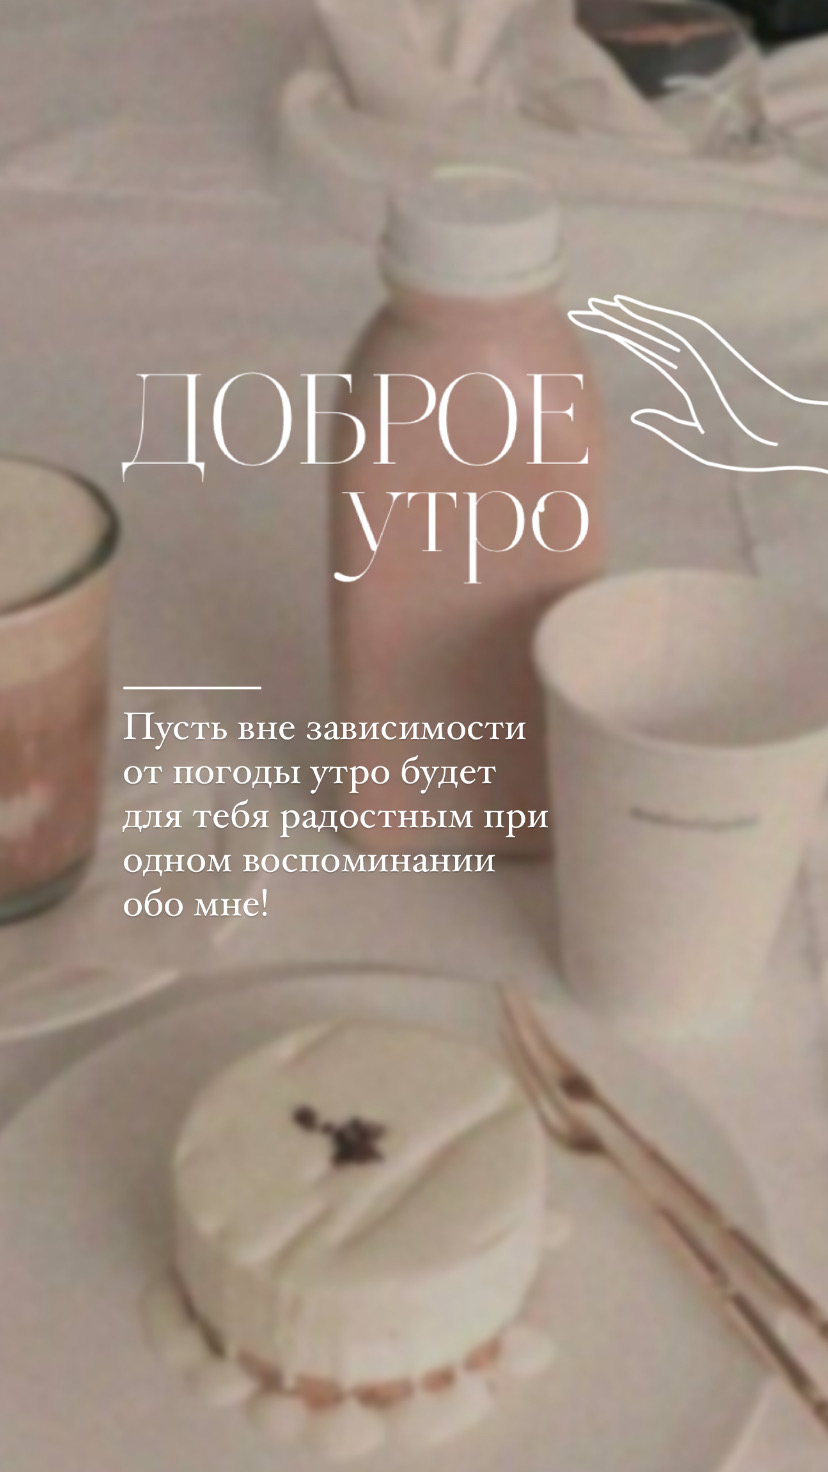 ДОБРОЕ
утро
Пусть вне зависимости
от погоды утро будет
для тебя радостным при
одном воспоминании
обо мне!